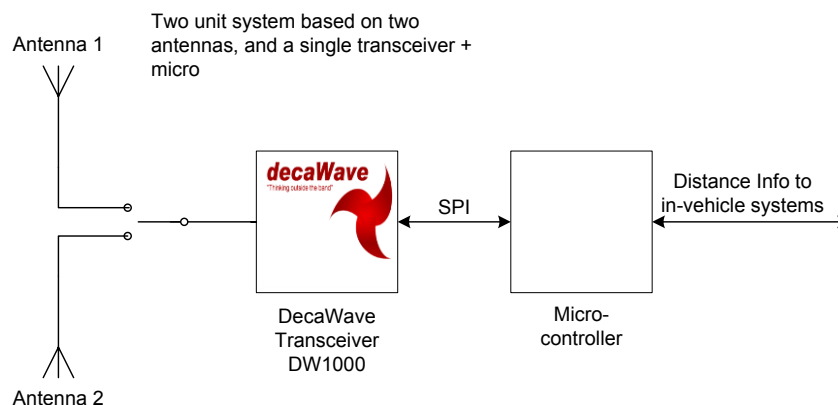 Two unit system based on two
antennas, and a single transceiver +
micro
Antenna 1
decaWave
"Thinking outside the band"
SPI
Distance Info to
in-vehicle systems
DecaWave
Transceiver
DW1000
Micro-
controller
Antenna 2